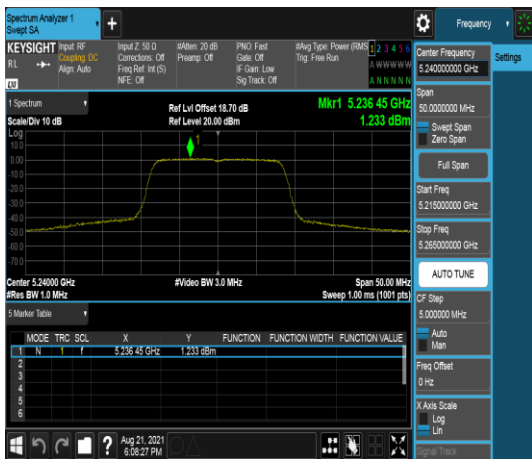 Spectrum Analyzer 1
Swept SA
+
Frequency
KEYSIGHT
RL
LXI
Input: RF
Coupling: DC
Align: Auto
Input Z: 50 Ω
Corrections: Off
Freq Ref: Int (S)
NFE: Off
#Atten: 20 dB
Preamp: Off
PNO: Fast
Gate: Off
IF Gain: Low
Sig Track: Off
#Avg Type: Power (RMS
Trig: Free Run
1 2 3 4 5 6
A W W W W W
A N N N N N
1 Spectrum
Scale/Div 10 dB
Ref Lvl Offset 18.70 dB
Ref Level 20.00 dBm
Mkr1 5.236 45 GHz
1.233 dBm
Log
10.0
0.00
-10.0
-20.0
-30.0
-40.0
-50.0
-60.0
-70.0
1
Center 5.24000 GHz
#Res BW 1.0 MHz
#Video BW 3.0 MHz
Span 50.00 MHz
Sweep 1.00 ms (1001 pts)
5 Marker Table
MODE TRC SCL X Y FUNCTION FUNCTION WIDTH FUNCTION VALUE
1 N 1 f 5.236 45 GHz 1.233 dBm
2
3
4
5
6
Aug 21, 2021
6:08:27 PM
Center Frequency
5.240000000 GHz
Settings
Span
50.0000000 MHz
Swept Span
Zero Span
Full Span
Start Freq
5.215000000 GHz
Stop Freq
5.265000000 GHz
AUTO TUNE
CF Step
5.000000 MHz
Auto
Man
Freq Offset
0 Hz
X Axis Scale
Log
Lin
Signal Track